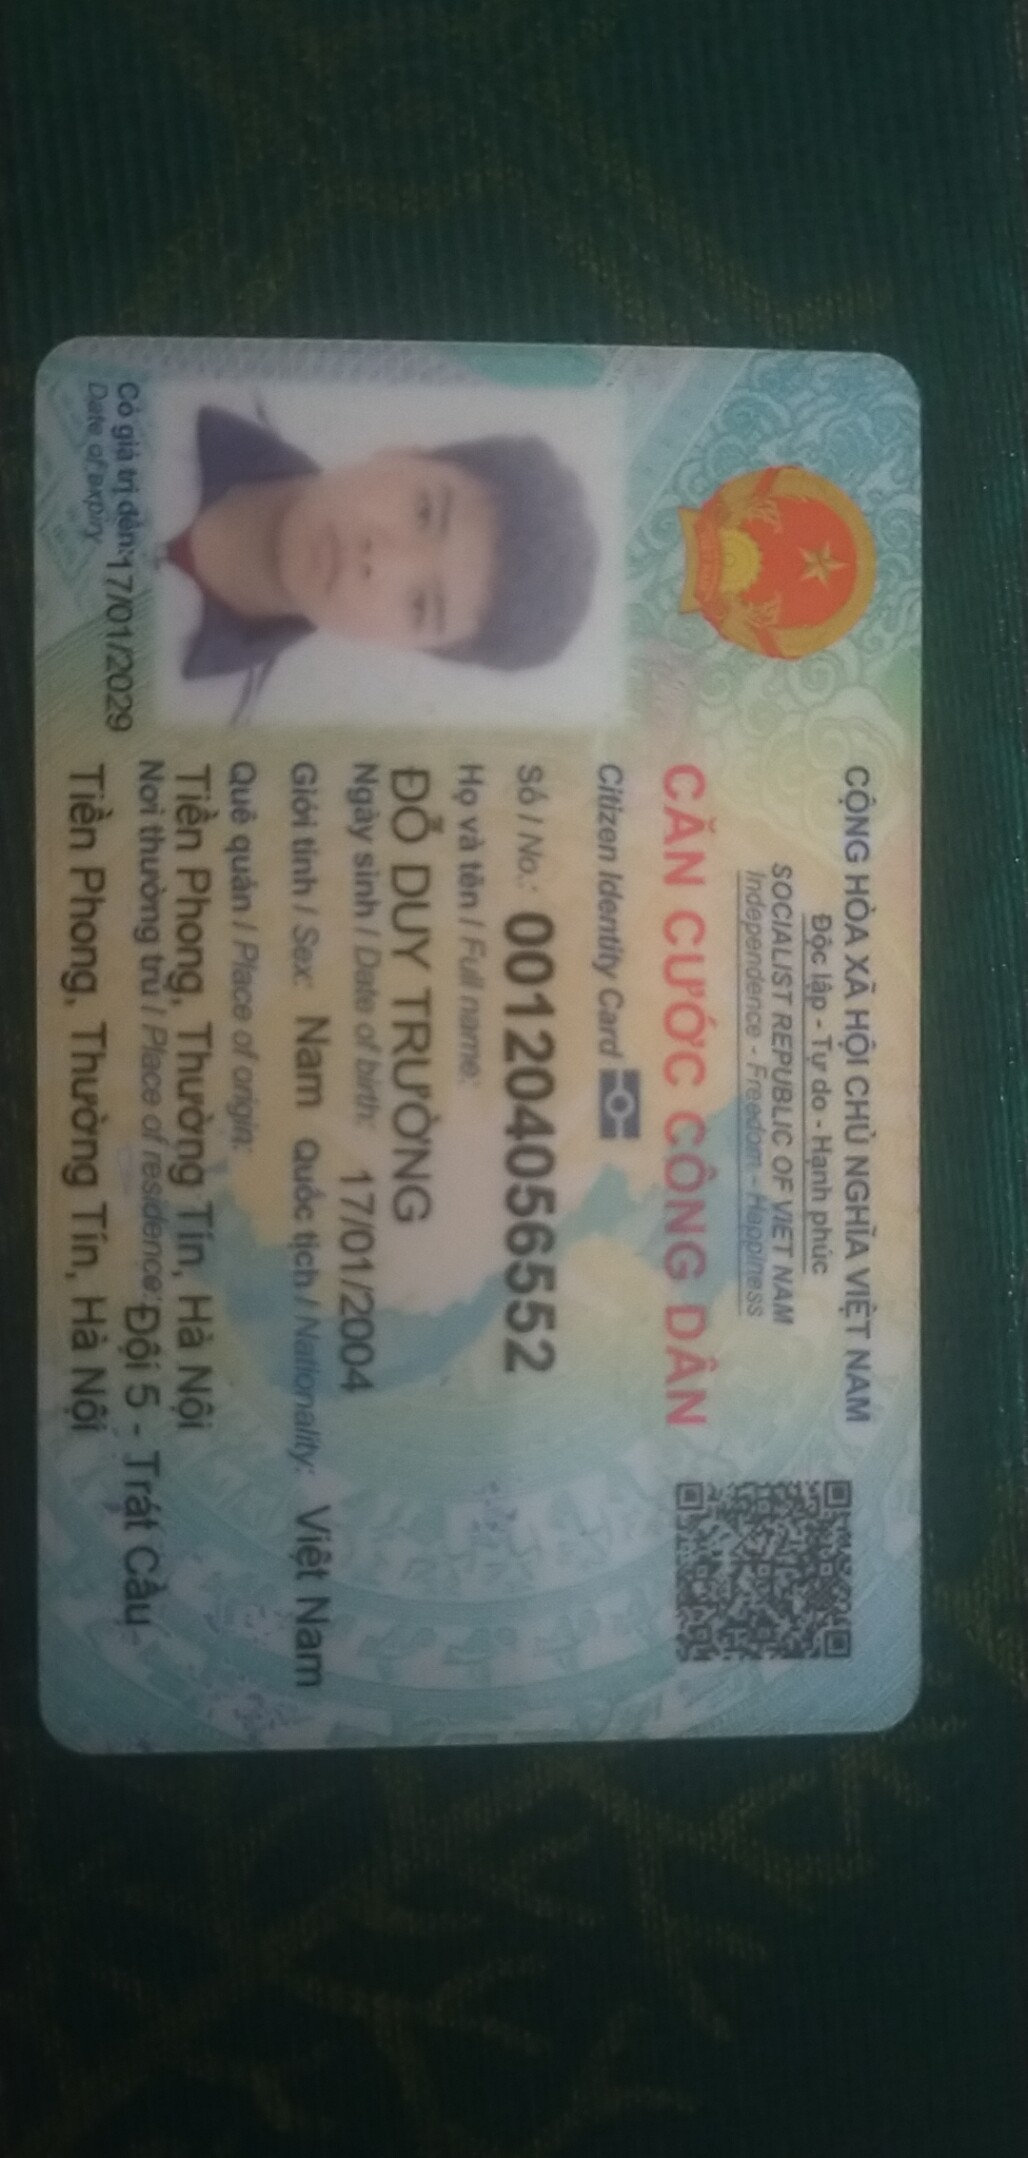 CỘNG HÒA XÃ HỘI CHỦ NGHĨA VIỆT NAM
Độc lập - Tự do - Hạnh phúc
SOCIALIST REPUBLIC OF VIET NAM
Independence - Freedom - Happiness
CĂN CƯỚC CÔNG DÂN
Citizen Identity Card
Số / No.: 001204056552
Họ và tên / Full name:
ĐỖ DUY TRƯỜNG
Ngày sinh / Date of birth: 17/01/2004
Giới tính / Sex: Nam Quốc tịch / Nationality: Việt Nam
Quê quán / Place of origin:
Tiền Phong, Thường Tín, Hà Nội
Nơi thường trú / Place of residence: Đội 5 - Trát Cầu
Tiền Phong, Thường Tín, Hà Nội
Có giá trị đến: 17/01/2029
Date of expiry